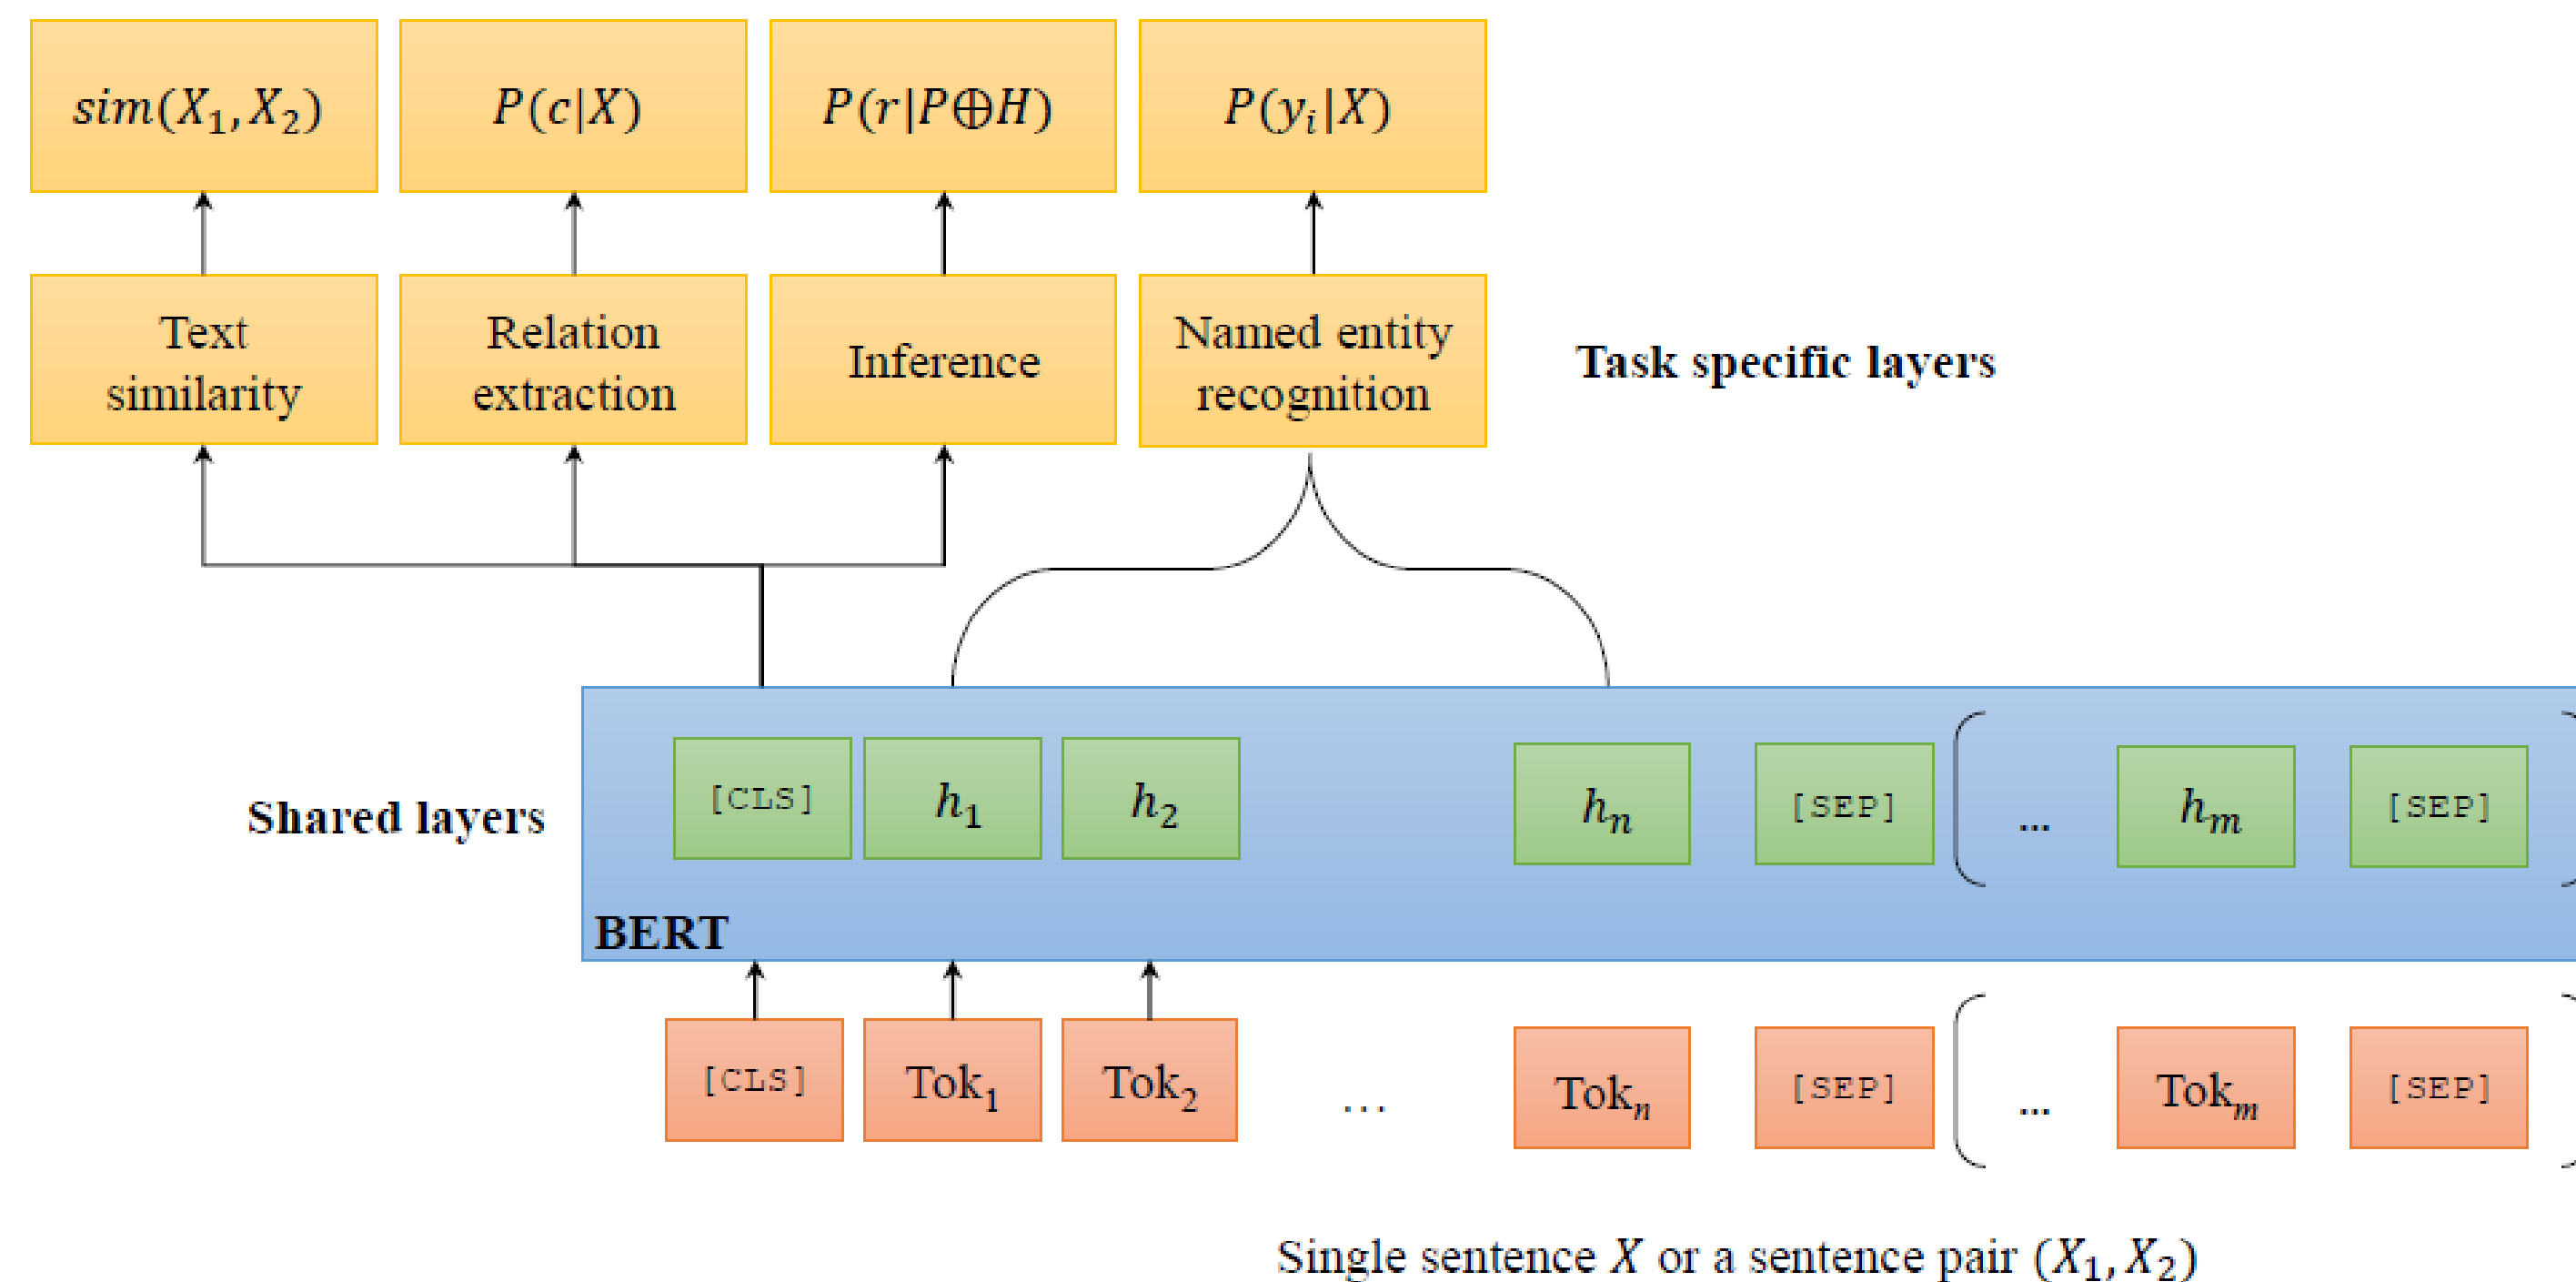 sim(X₁, X₂) P(c|X) P(r|P⊕H) P(yᵢ|X)
Text similarity
Relation extraction
Inference
Named entity recognition
Task specific layers
Shared layers
[CLS] h₁ h₂ hₙ [SEP] ( ... hₘ [SEP] )
BERT
[CLS] Tok₁ Tok₂ ... Tokₙ [SEP] ( ... Tokₘ [SEP] )
Single sentence X or a sentence pair (X₁, X₂)